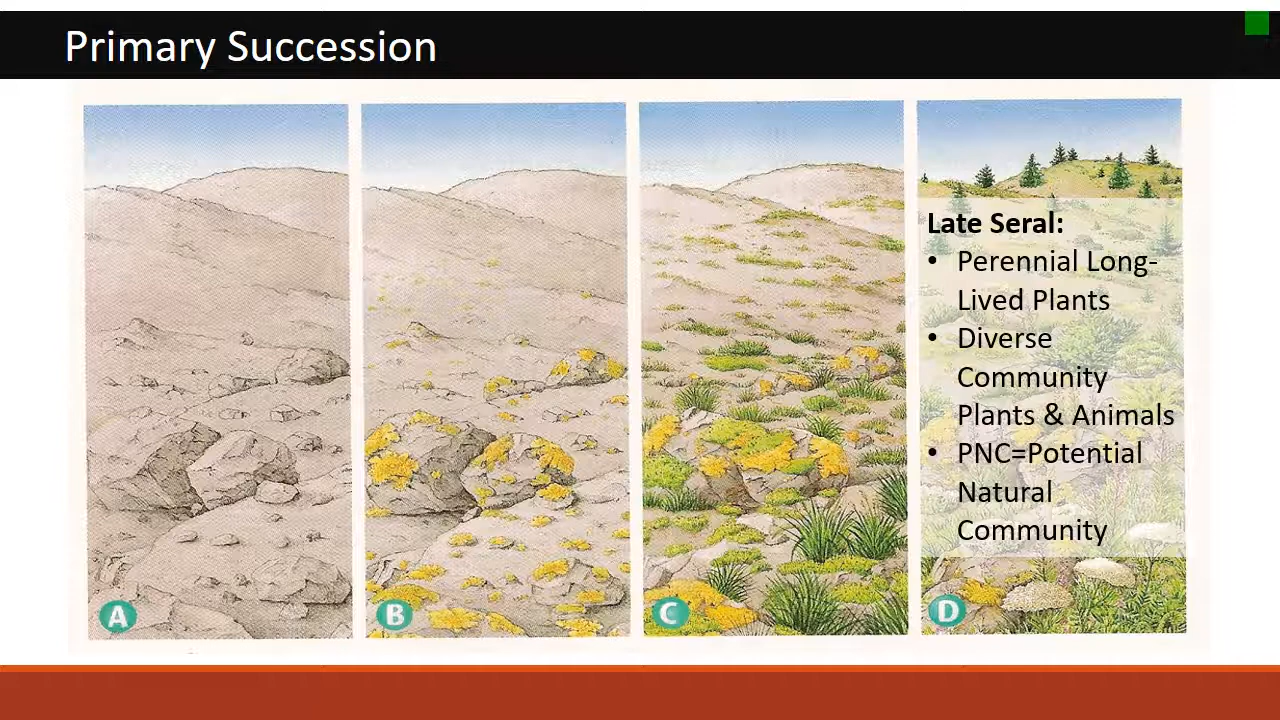 Primary Succession
Late Seral:
• Perennial Long-
Lived Plants
• Diverse
Community
Plants & Animals
• PNC=Potential
Natural
Community
A
B
C
D